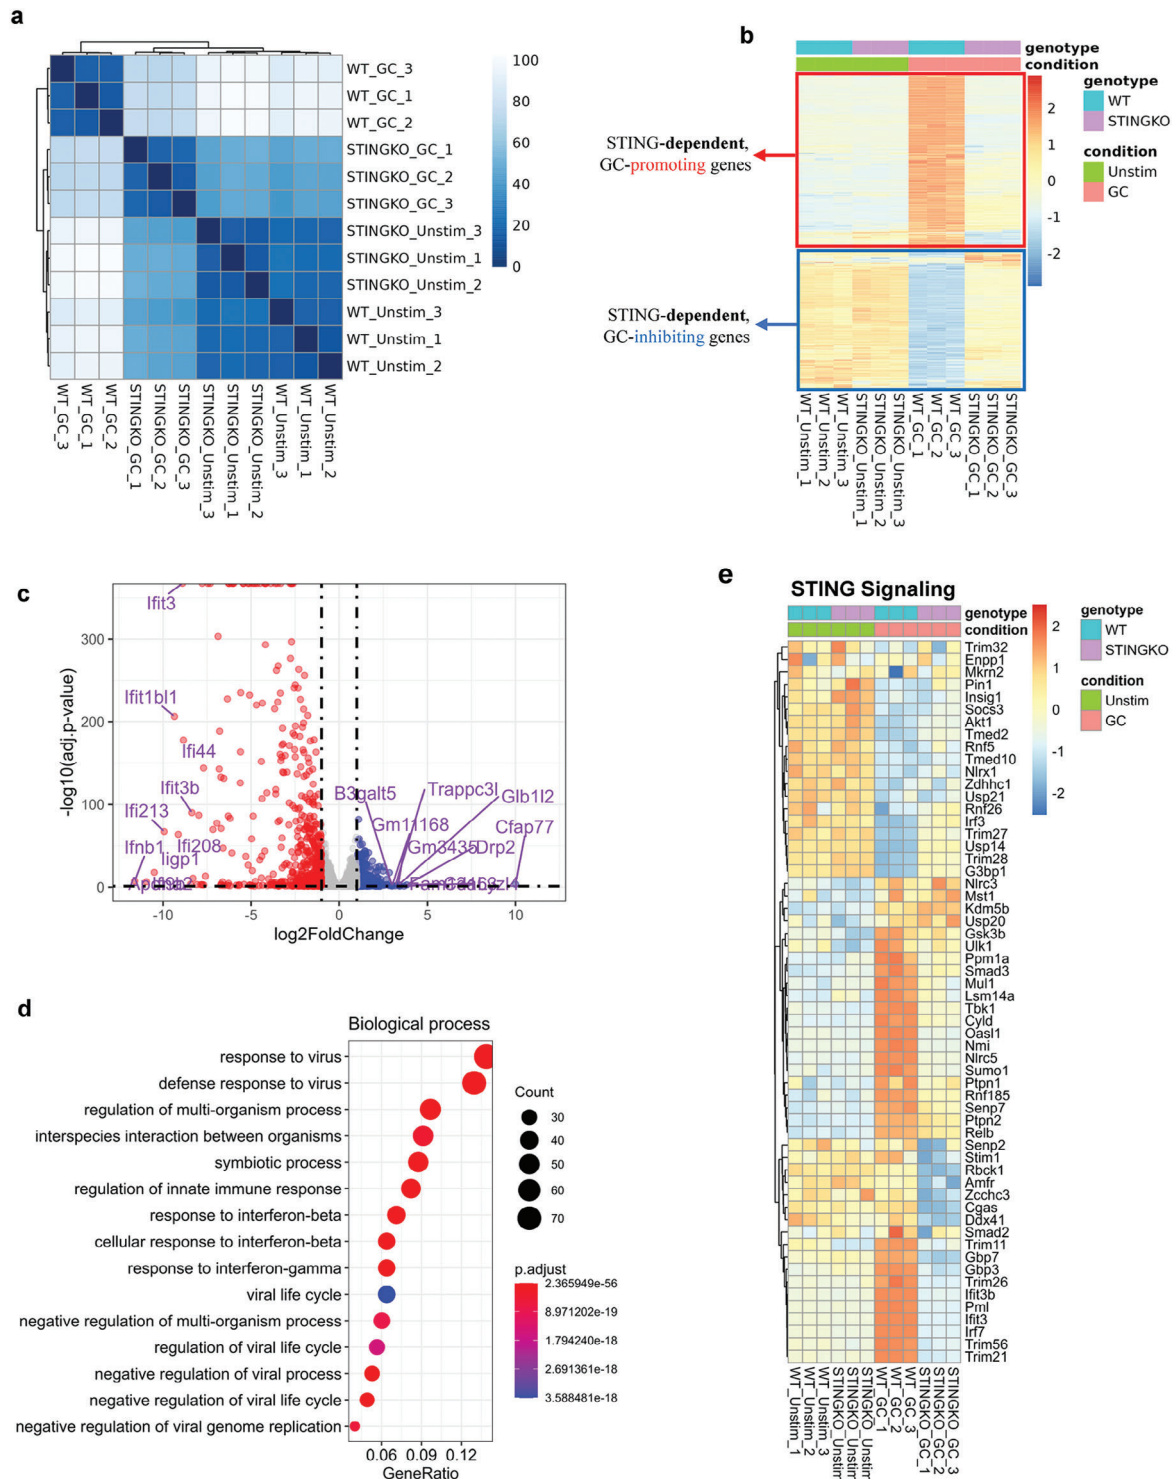 a
WT_GC_3
WT_GC_1
WT_GC_2
STINGKO_GC_1
STINGKO_GC_2
STINGKO_GC_3
STINGKO_Unstim_3
STINGKO_Unstim_1
STINGKO_Unstim_2
WT_Unstim_3
WT_Unstim_1
WT_Unstim_2
100
80
60
40
20
0
WT_GC_3
WT_GC_1
WT_GC_2
STINGKO_GC_1
STINGKO_GC_2
STINGKO_GC_3
STINGKO_Unstim_3
STINGKO_Unstim_1
STINGKO_Unstim_2
WT_Unstim_3
WT_Unstim_1
WT_Unstim_2
b
genotype
condition
STING-dependent,
GC-promoting genes
STING-dependent,
GC-inhibiting genes
2
1
0
-1
-2
genotype
WT
STINGKO
condition
Unstim
GC
WT_Unstim_1
WT_Unstim_2
WT_Unstim_3
STINGKO_Unstim_1
STINGKO_Unstim_2
STINGKO_Unstim_3
WT_GC_1
WT_GC_2
WT_GC_3
STINGKO_GC_1
STINGKO_GC_2
STINGKO_GC_3
c
-log10(adj.p-value)
300
200
100
0
Ifit3
Ifit1bl1
Ifi44
Ifit3b
Ifi213
Ifnb1
Ifi208
Iigp1
B3galt5
Trappc3l
Glb1l2
Gm11168
Cfap77
Gm3435
Drp2
-10
-5
0
5
10
log2FoldChange
d
Biological process
response to virus
defense response to virus
regulation of multi-organism process
interspecies interaction between organisms
symbiotic process
regulation of innate immune response
response to interferon-beta
cellular response to interferon-beta
response to interferon-gamma
viral life cycle
negative regulation of multi-organism process
regulation of viral life cycle
negative regulation of viral process
negative regulation of viral life cycle
negative regulation of viral genome replication
0.06
0.09
0.12
GeneRatio
Count
30
40
50
60
70
p.adjust
2.365949e-56
8.971202e-19
1.794240e-18
2.691361e-18
3.588481e-18
e
STING Signaling
genotype
condition
Trim32
Enpp1
Mkrn2
Pin1
Insig1
Socs3
Akt1
Tmed2
Rnf5
Tmed10
Nlrx1
Zdhhc1
Usp21
Rnf26
Irf3
Trim27
Usp14
Trim28
G3bp1
Nlrc3
Mst1
Kdm5b
Usp20
Gsk3b
Ulk1
Ppm1a
Smad3
Mul1
Lsm14a
Tbk1
Cyld
Oasl1
Nmi
Nlrc5
Sumo1
Ptpn1
Rnf185
Senp7
Ptpn2
Relb
Senp2
Stim1
Rbck1
Amfr
Zcchc3
Cgas
Ddx41
Smad2
Trim11
Gbp7
Gbp3
Trim26
Ifit3b
Pml
Ifit3
Irf7
Trim56
Trim21
2
1
0
-1
-2
genotype
WT
STINGKO
condition
Unstim
GC
WT_Unstim_1
WT_Unstim_2
WT_Unstim_3
STINGKO_Unstim
STINGKO_Unstim
STINGKO_Unstim
WT_GC_1
WT_GC_2
WT_GC_3
STINGKO_GC_1
STINGKO_GC_2
STINGKO_GC_3